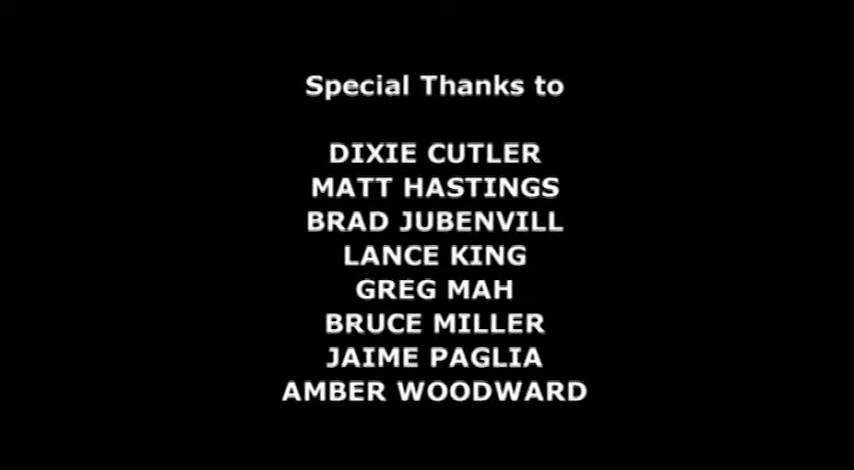 Special Thanks to
DIXIE CUTLER
MATT HASTINGS
BRAD JUBENVILL
LANCE KING
GREG MAH
BRUCE MILLER
JAIME PAGLIA
AMBER WOODWARD